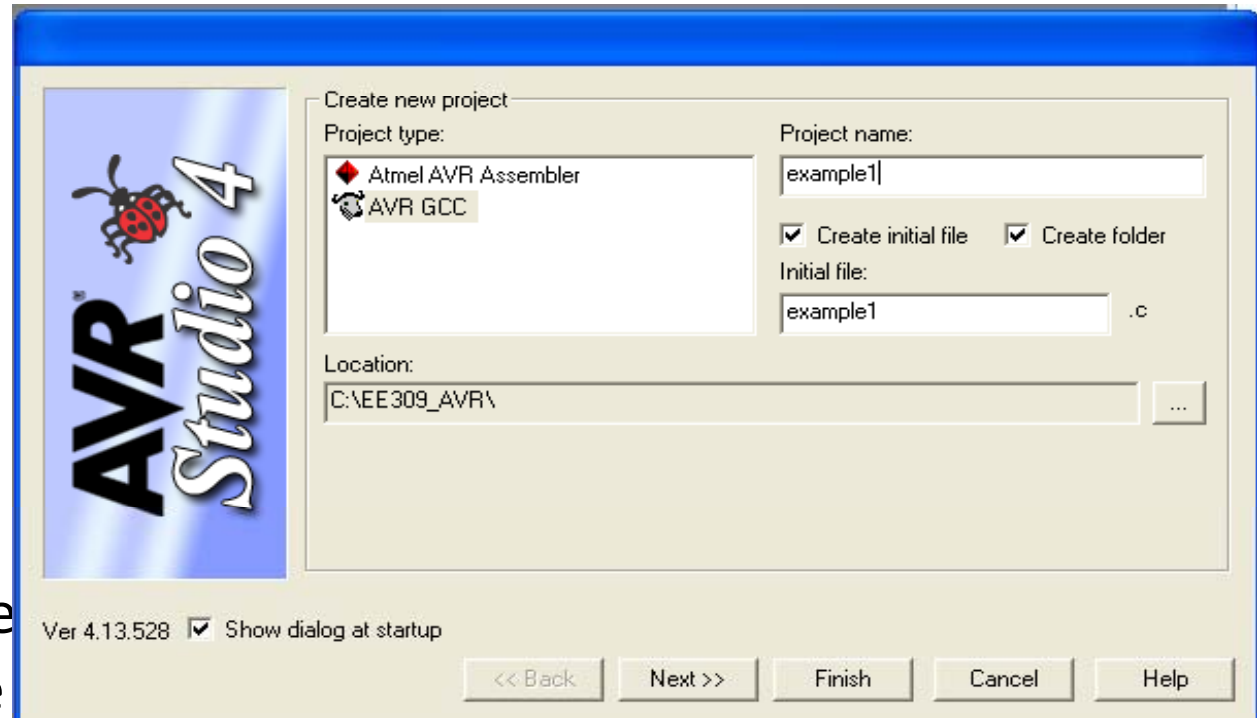 AVR® Studio 4
Create new project
Project type:
Atmel AVR Assembler
AVR GCC
Project name:
example1
Create initial file
Create folder
Initial file:
example1 .c
Location:
C:\EE309_AVR\
...
e
Ver 4.13.528 Show dialog at startup
e
<< Back Next >> Finish Cancel Help